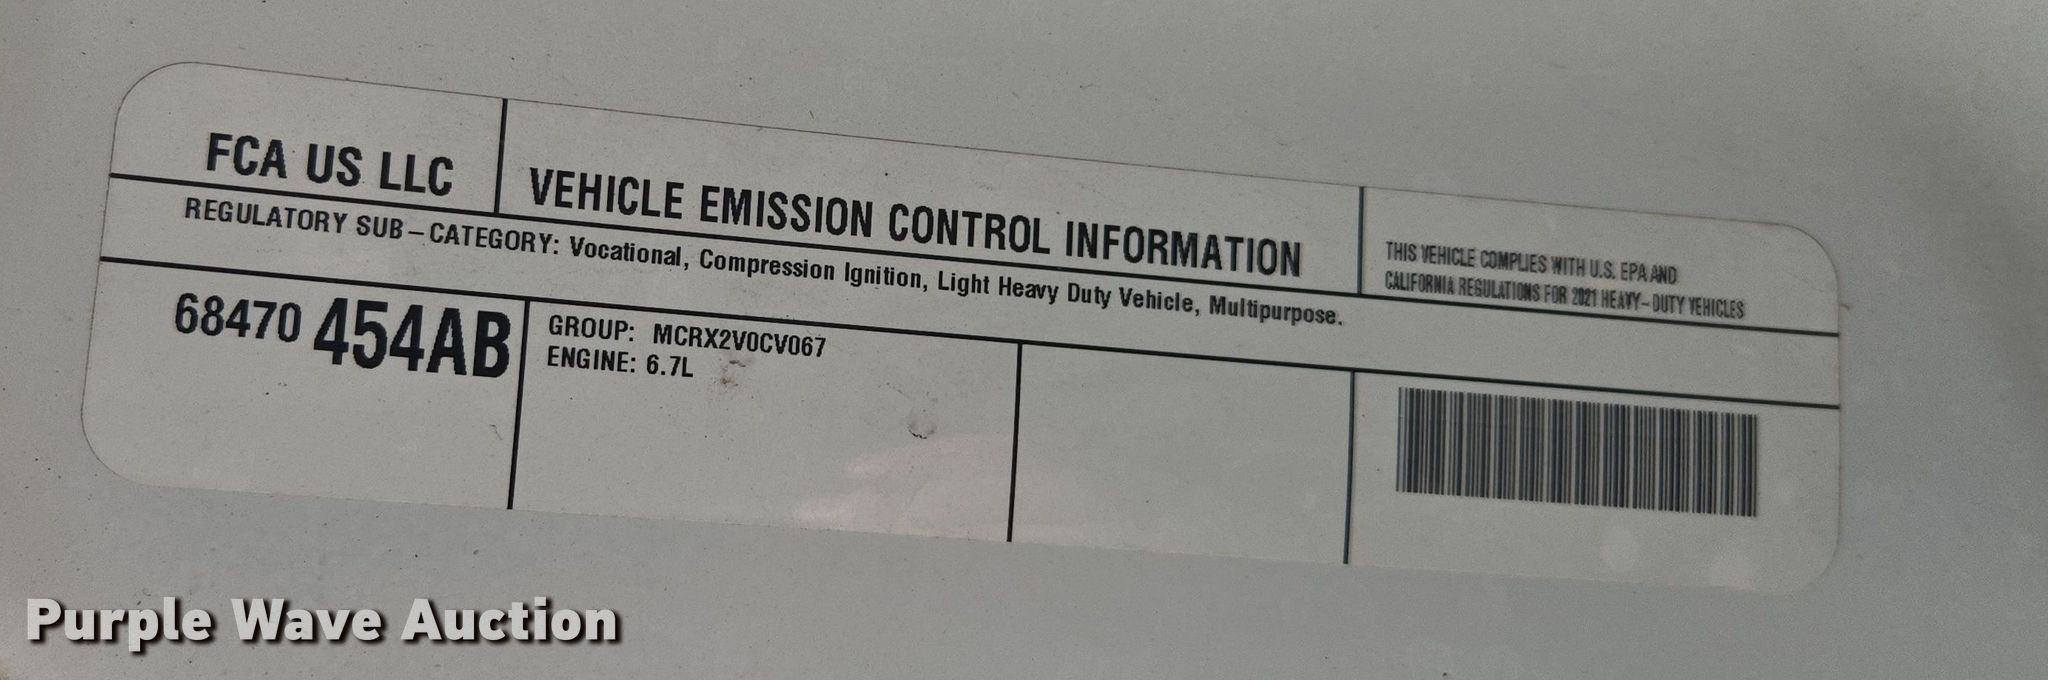 FCA US LLC
VEHICLE EMISSION CONTROL INFORMATION
THIS VEHICLE COMPLIES WITH U.S. EPA AND
CALIFORNIA REGULATIONS FOR 2021 HEAVY-DUTY VEHICLES
REGULATORY SUB-CATEGORY: Vocational, Compression Ignition, Light Heavy Duty Vehicle, Multipurpose.
68470 454AB
GROUP: MCRX2V0CV067
ENGINE: 6.7L
Purple Wave Auction